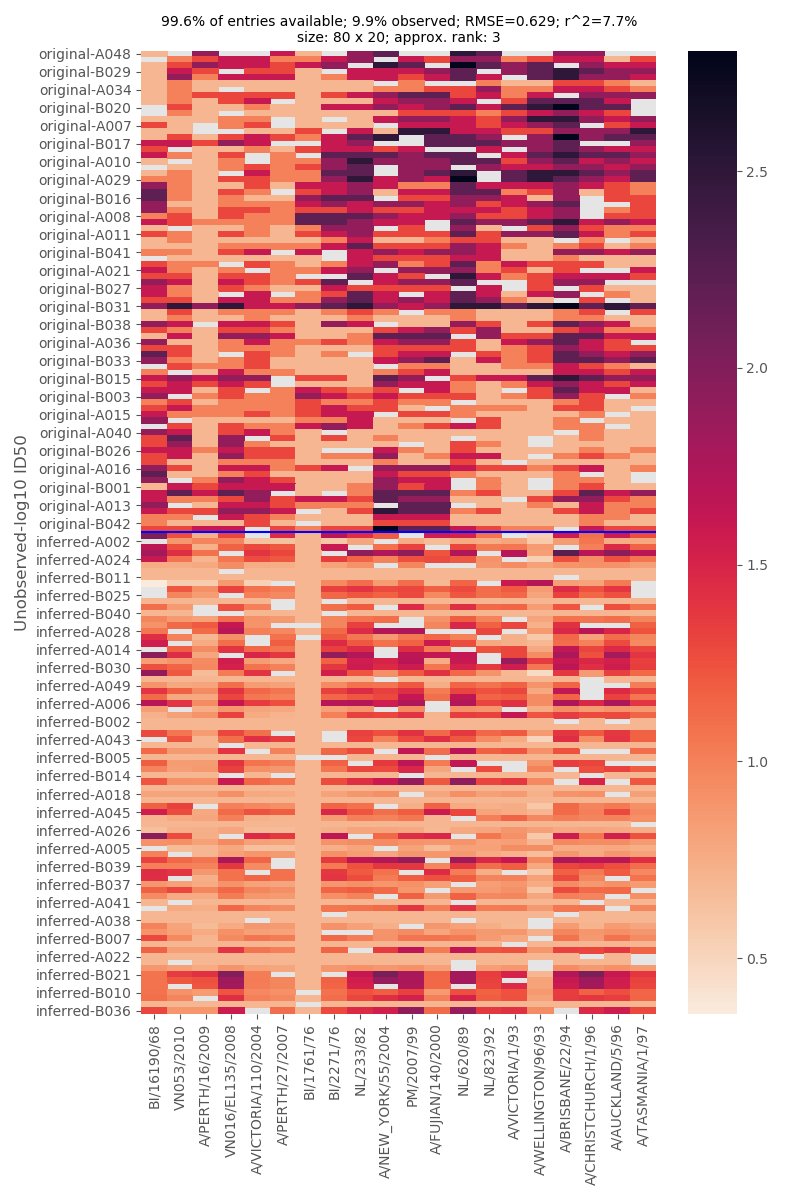 99.6% of entries available; 9.9% observed; RMSE=0.629; r^2=7.7%
size: 80 x 20; approx. rank: 3
Unobserved-log10 ID50
original-A048
original-B029
original-A034
original-B020
original-A007
original-B017
original-A010
original-A029
original-B016
original-A008
original-A011
original-B041
original-A021
original-B027
original-B031
original-B038
original-A036
original-B033
original-B015
original-B003
original-A015
original-A040
original-B026
original-A016
original-B001
original-A013
original-B042
inferred-A002
inferred-A024
inferred-B011
inferred-B025
inferred-B040
inferred-A028
inferred-A014
inferred-B030
inferred-A049
inferred-A006
inferred-B002
inferred-A043
inferred-B005
inferred-B014
inferred-A018
inferred-A045
inferred-A026
inferred-A005
inferred-B039
inferred-B037
inferred-A041
inferred-A038
inferred-B007
inferred-A022
inferred-B021
inferred-B010
inferred-B036
BI/16190/68
VN053/2010
A/PERTH/16/2009
VN016/EL135/2008
A/VICTORIA/110/2004
A/PERTH/27/2007
BI/1761/76
BI/2271/76
NL/233/82
A/NEW_YORK/55/2004
PM/2007/99
A/FUJIAN/140/2000
NL/620/89
NL/823/92
A/VICTORIA/1/93
A/WELLINGTON/96/93
A/BRISBANE/22/94
A/CHRISTCHURCH/1/96
A/AUCKLAND/5/96
A/TASMANIA/1/97
2.5
2.0
1.5
1.0
0.5